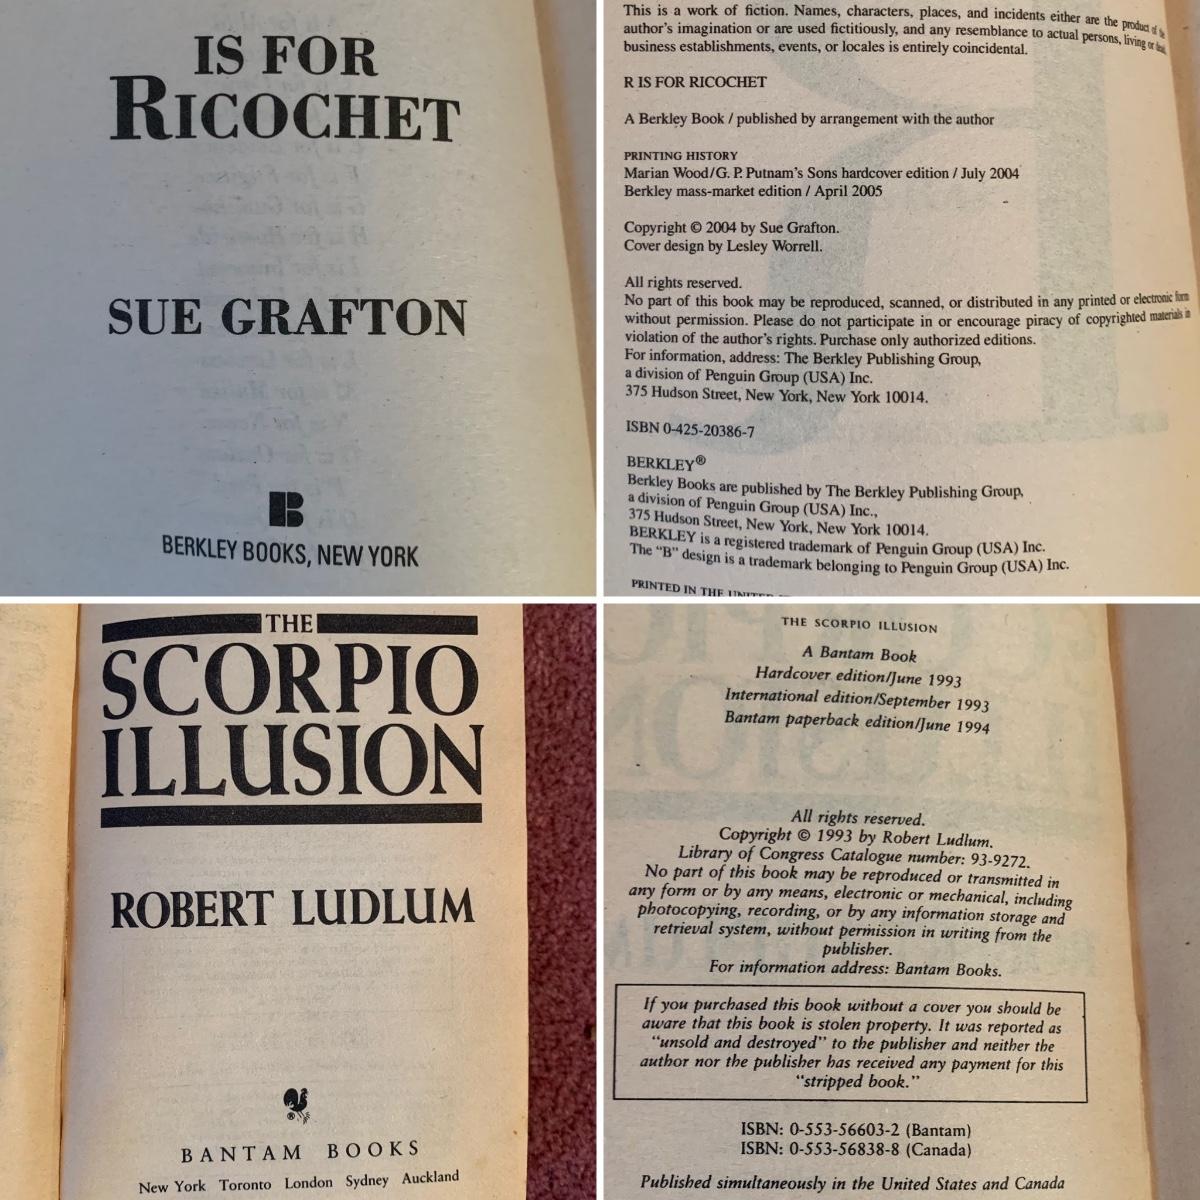 IS FOR
RICOCHET
SUE GRAFTON
B
BERKLEY BOOKS, NEW YORK
This is a work of fiction. Names, characters, places, and incidents either are the product of the
author's imagination or are used fictitiously, and any resemblance to actual persons, living or dead,
business establishments, events, or locales is entirely coincidental.
R IS FOR RICOCHET
A Berkley Book / published by arrangement with the author
PRINTING HISTORY
Marian Wood/G. P. Putnam's Sons hardcover edition / July 2004
Berkley mass-market edition / April 2005
Copyright © 2004 by Sue Grafton.
Cover design by Lesley Worrell.
All rights reserved.
No part of this book may be reproduced, scanned, or distributed in any printed or electronic form
without permission. Please do not participate in or encourage piracy of copyrighted materials in
violation of the author's rights. Purchase only authorized editions.
For information, address: The Berkley Publishing Group,
a division of Penguin Group (USA) Inc.
375 Hudson Street, New York, New York 10014.
ISBN 0-425-20386-7
BERKLEY®
Berkley Books are published by The Berkley Publishing Group,
a division of Penguin Group (USA) Inc.,
375 Hudson Street, New York, New York 10014.
BERKLEY is a registered trademark of Penguin Group (USA) Inc.
The "B" design is a trademark belonging to Penguin Group (USA) Inc.
PRINTED IN THE
THE
SCORPIO
ILLUSION
ROBERT LUDLUM
®
BANTAM BOOKS
New York Toronto London Sydney Auckland
THE SCORPIO ILLUSION
A Bantam Book
Hardcover edition/June 1993
International edition/September 1993
Bantam paperback edition/June 1994
All rights reserved.
Copyright © 1993 by Robert Ludlum.
Library of Congress Catalogue number: 93-9272.
No part of this book may be reproduced or transmitted in
any form or by any means, electronic or mechanical, including
photocopying, recording, or by any information storage and
retrieval system, without permission in writing from the
publisher.
For information address: Bantam Books.
If you purchased this book without a cover you should be
aware that this book is stolen property. It was reported as
"unsold and destroyed" to the publisher and neither the
author nor the publisher has received any payment for this
"stripped book."
ISBN: 0-553-56603-2 (Bantam)
ISBN: 0-553-56838-8 (Canada)
Published simultaneously in the United States and Canada